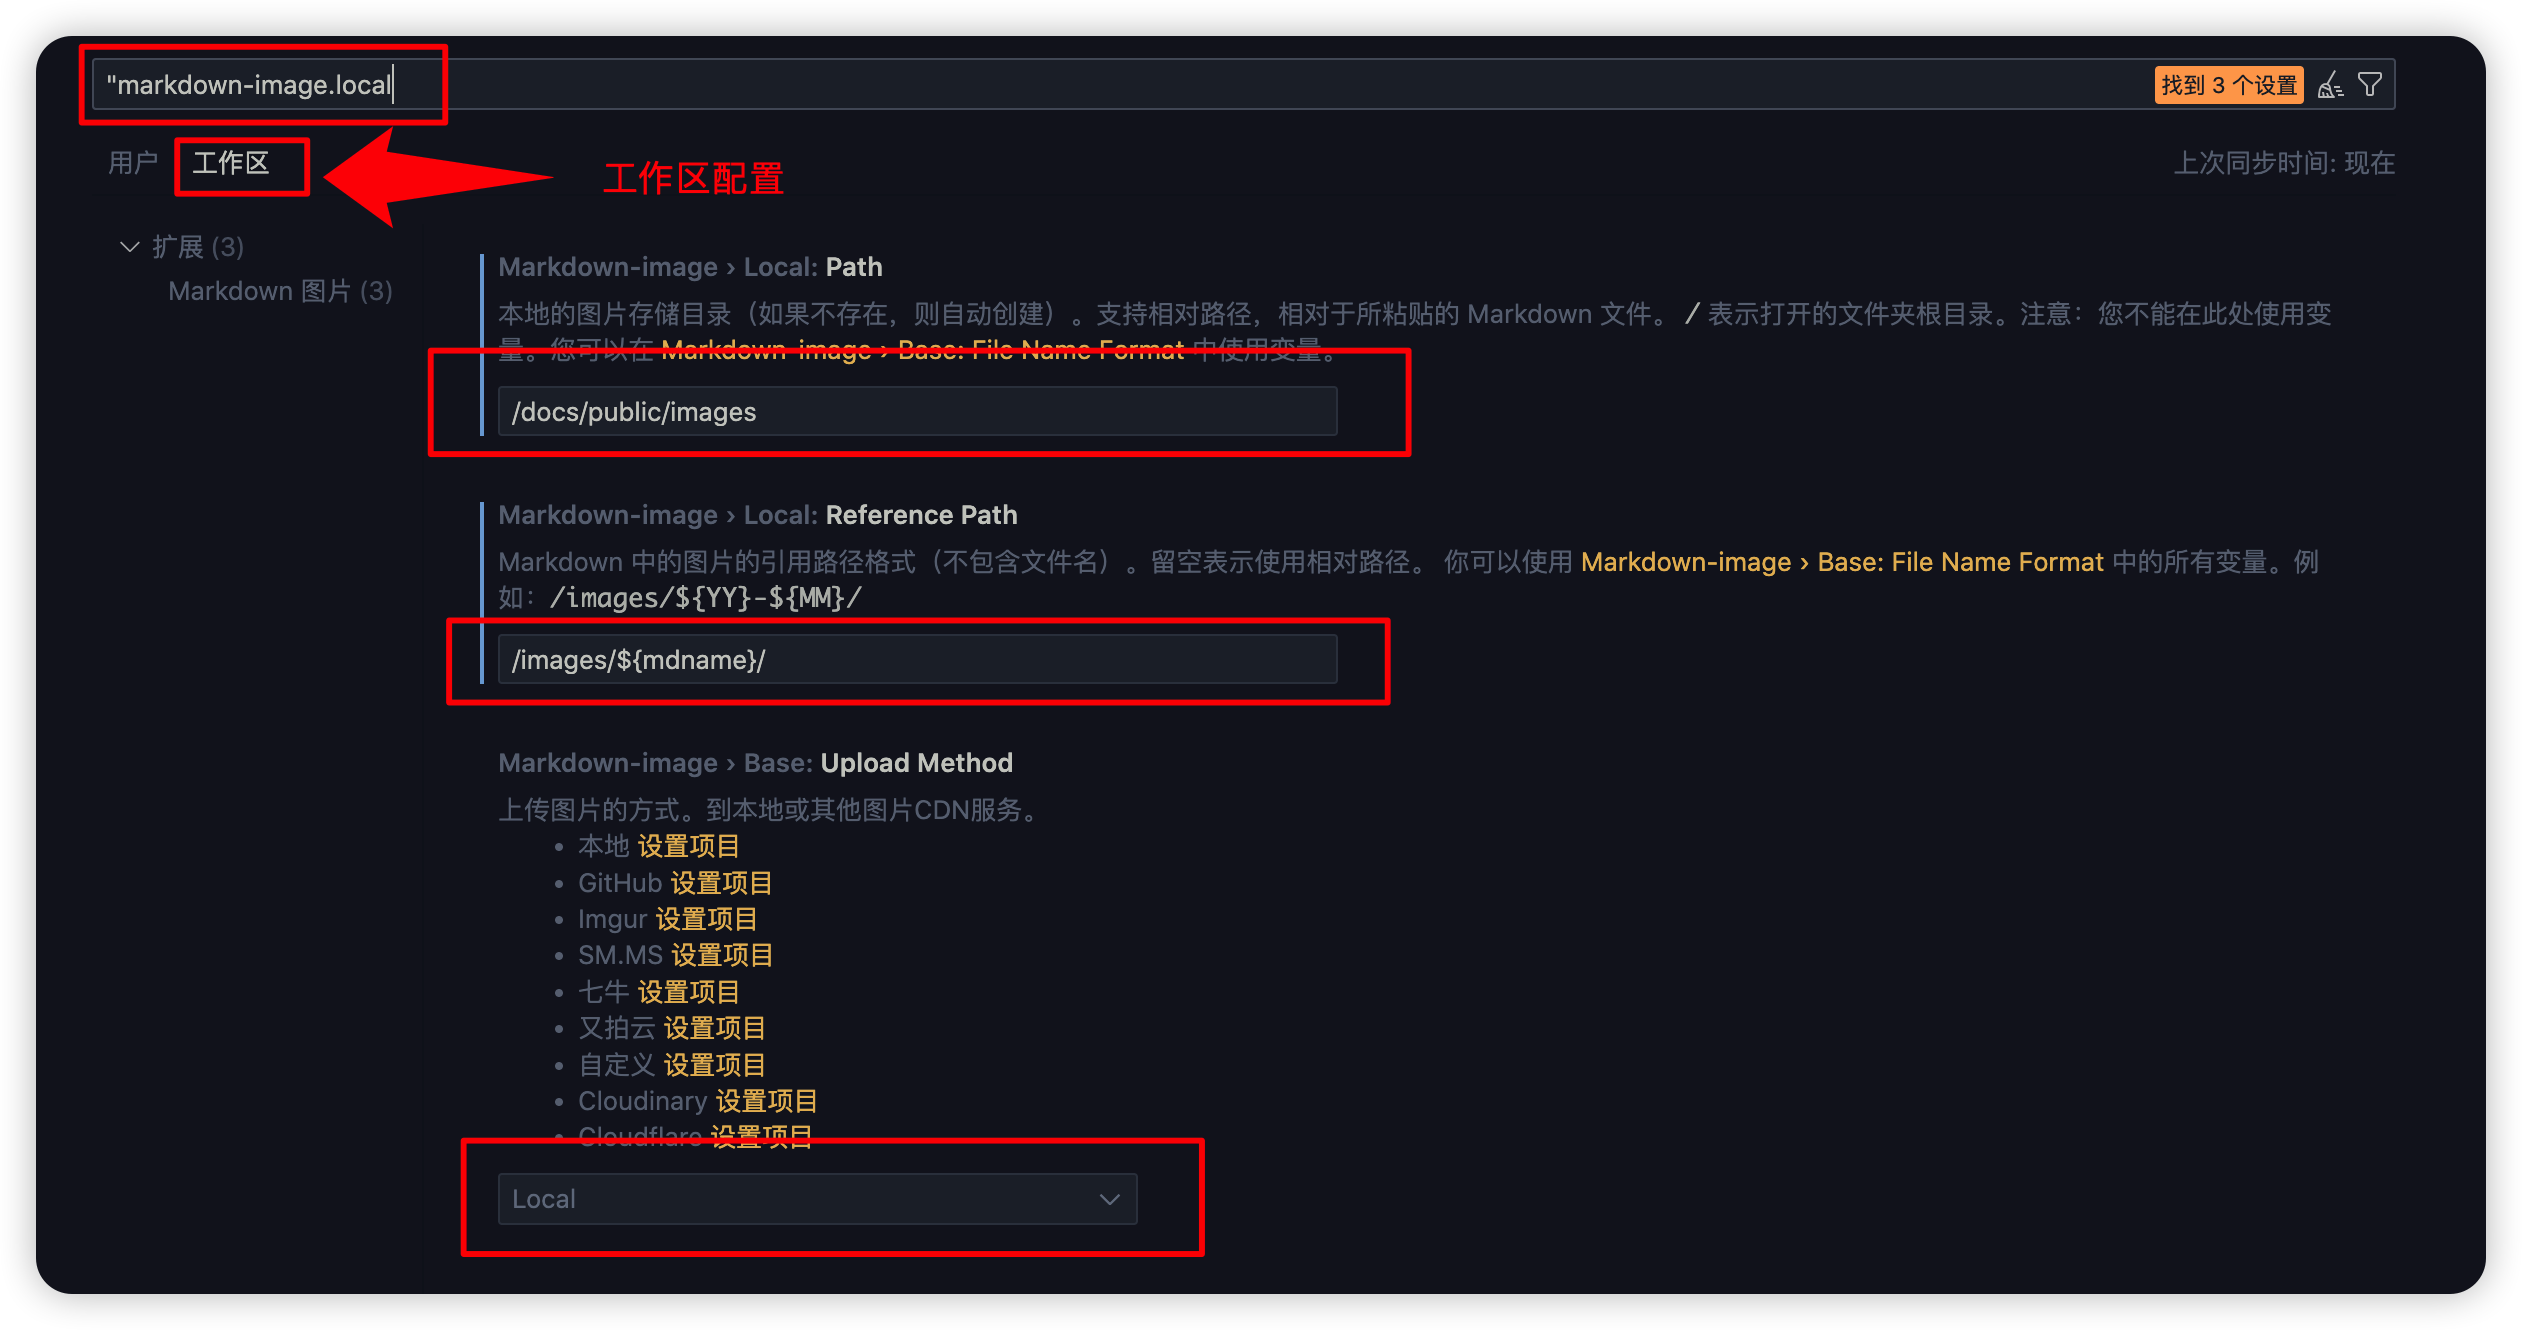 "markdown-image.local
找到 3 个设置
用户 工作区
工作区配置
上次同步时间: 现在
扩展 (3)
Markdown 图片 (3)
Markdown-image › Local: Path
本地的图片存储目录（如果不存在，则自动创建）。支持相对路径，相对于所粘贴的 Markdown 文件。 / 表示打开的文件夹根目录。注意：您不能在此处使用变
量。您可以在 Markdown-image › Base: File Name Format 中使用变量。
/docs/public/images
Markdown-image › Local: Reference Path
Markdown 中的图片的引用路径格式（不包含文件名）。留空表示使用相对路径。 你可以使用 Markdown-image › Base: File Name Format 中的所有变量。例
如：/images/${YY}-${MM}/
/images/${mdname}/
Markdown-image › Base: Upload Method
上传图片的方式。到本地或其他图片CDN服务。
• 本地 设置项目
• GitHub 设置项目
• Imgur 设置项目
• SM.MS 设置项目
• 七牛 设置项目
• 又拍云 设置项目
• 自定义 设置项目
• Cloudinary 设置项目
• Cloudflare 设置项目
Local